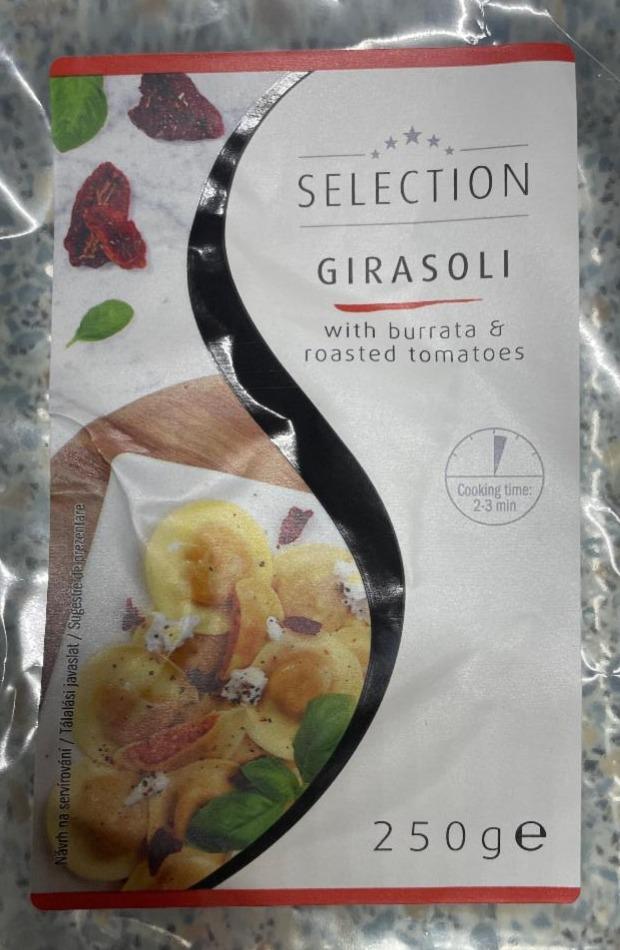 SELECTION
GIRASOLI
with burrata &
roasted tomatoes
Cooking time:
2-3 min
Návrh na servírování / Tálalási javaslat / Sugestie de prezentare
250g℮